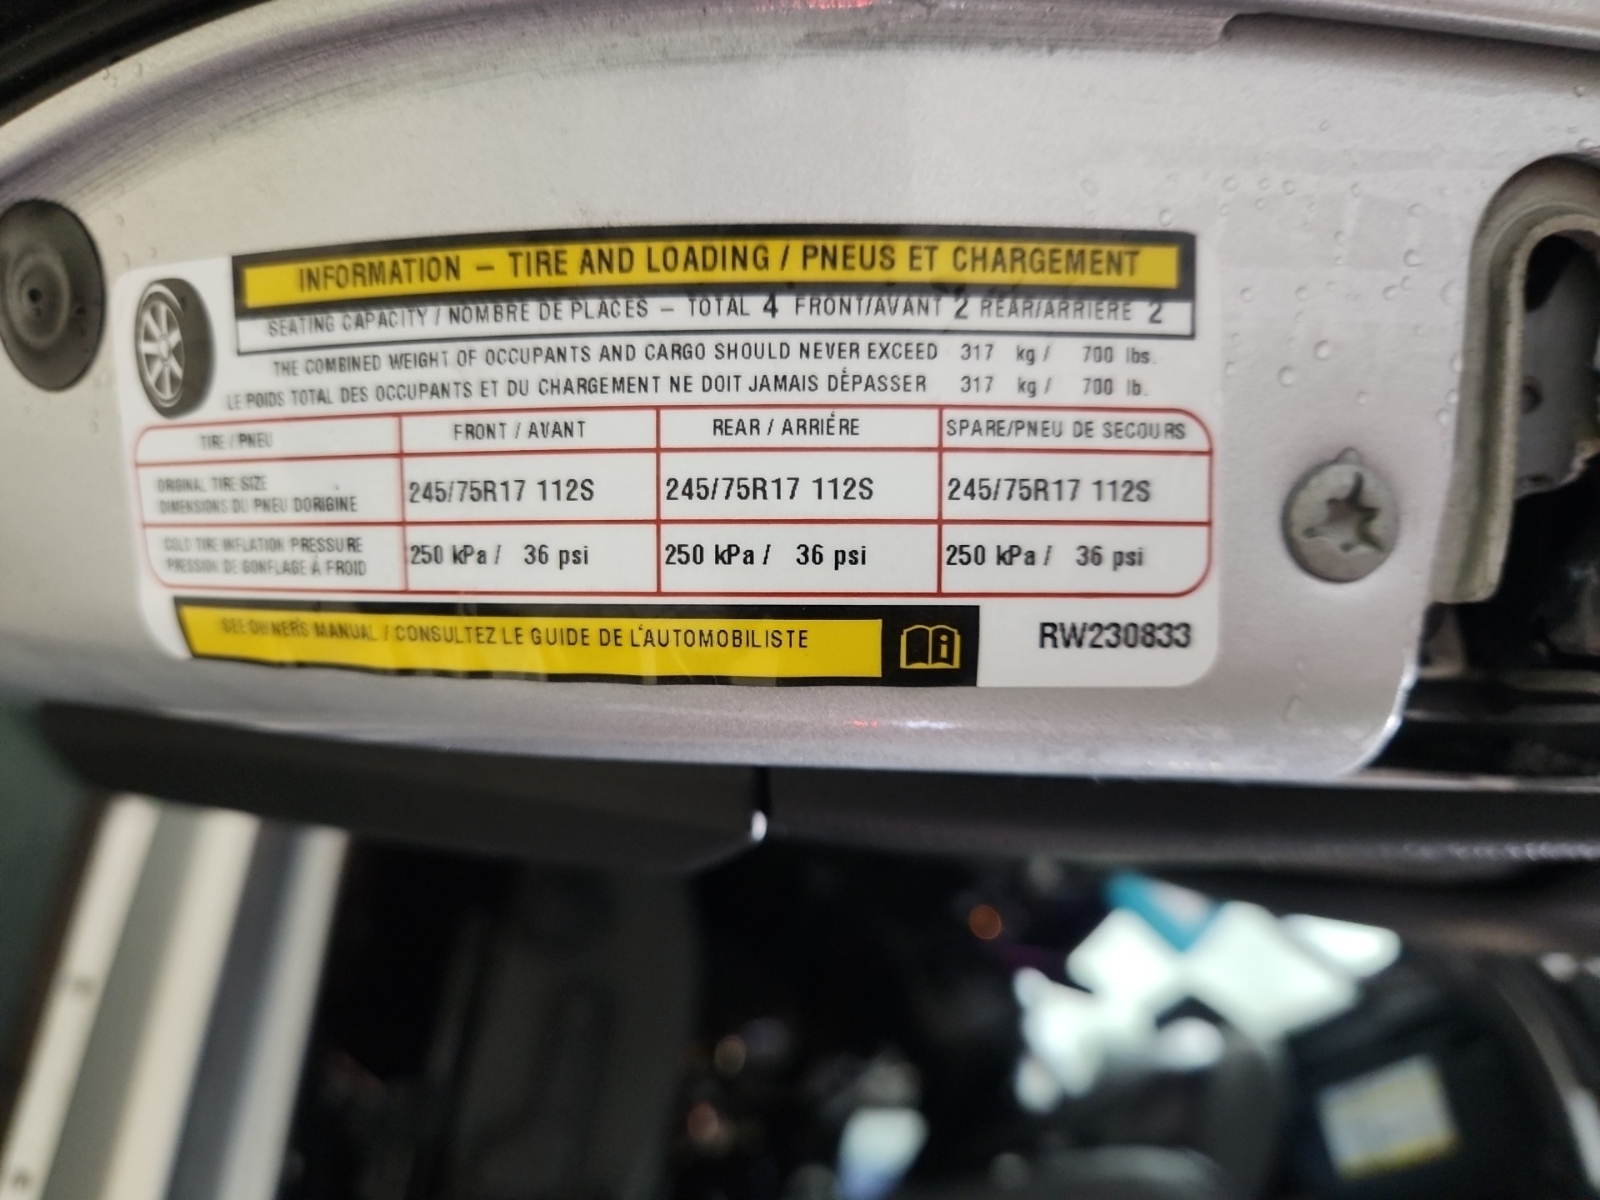 INFORMATION – TIRE AND LOADING / PNEUS ET CHARGEMENT
SEATING CAPACITY / NOMBRE DE PLACES – TOTAL 4 FRONT/AVANT 2 REAR/ARRIÈRE 2
THE COMBINED WEIGHT OF OCCUPANTS AND CARGO SHOULD NEVER EXCEED 317 kg / 700 lbs.
LE POIDS TOTAL DES OCCUPANTS ET DU CHARGEMENT NE DOIT JAMAIS DÉPASSER 317 kg / 700 lb.
TIRE / PNEU FRONT / AVANT REAR / ARRIÉRE SPARE/PNEU DE SECOURS
ORIGINAL TIRE SIZE
DIMENSIONS DU PNEU D'ORIGINE
245/75R17 112S 245/75R17 112S 245/75R17 112S
COLD TIRE INFLATION PRESSURE
PRESSION DE GONFLAGE À FROID
250 kPa / 36 psi 250 kPa / 36 psi 250 kPa / 36 psi
SEE OWNERS MANUAL / CONSULTEZ LE GUIDE DE L'AUTOMOBILISTE
RW230833